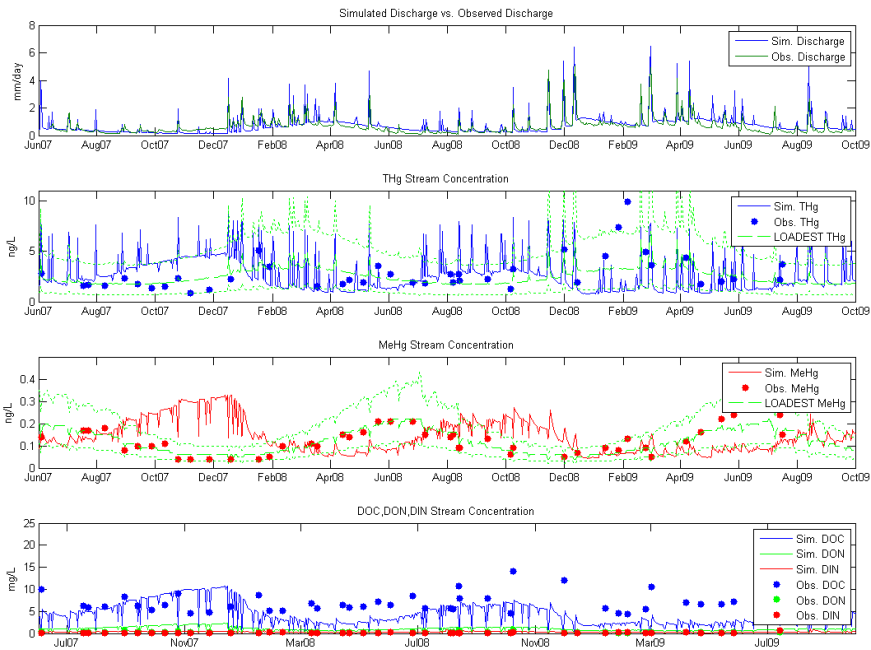 Simulated Discharge vs. Observed Discharge
8
6
4
2
0
mm/day
Sim. Discharge
Obs. Discharge
Jun07 Aug07 Oct07 Dec07 Feb08 Apr08 Jun08 Aug08 Oct08 Dec08 Feb09 Apr09 Jun09 Aug09 Oct09
THg Stream Concentration
10
5
0
ng/L
Sim. THg
Obs. THg
LOADEST THg
Jun07 Aug07 Oct07 Dec07 Feb08 Apr08 Jun08 Aug08 Oct08 Dec08 Feb09 Apr09 Jun09 Aug09 Oct09
MeHg Stream Concentration
0.4
0.3
0.2
0.1
0
ng/L
Sim. MeHg
Obs. MeHg
LOADEST MeHg
Jun07 Aug07 Oct07 Dec07 Feb08 Apr08 Jun08 Aug08 Oct08 Dec08 Feb09 Apr09 Jun09 Aug09 Oct09
DOC,DON,DIN Stream Concentration
25
20
15
10
5
0
mg/L
Sim. DOC
Sim. DON
Sim. DIN
Obs. DOC
Obs. DON
Obs. DIN
Jul07 Nov07 Mar08 Jul08 Nov08 Mar09 Jul09